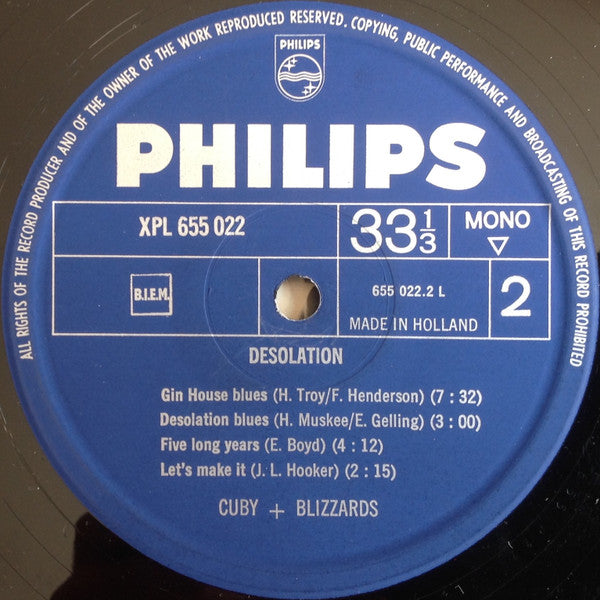 ALL RIGHTS OF THE RECORD PRODUCER AND OF THE OWNER OF THE WORK REPRODUCED RESERVED. COPYING, PUBLIC PERFORMANCE AND BROADCASTING OF THIS RECORD PROHIBITED
PHILIPS
PHILIPS
XPL 655 022
33 1/3
MONO
B.I.E.M.
655 022.2 L
2
MADE IN HOLLAND
DESOLATION
Gin House blues (H. Troy/F. Henderson) (7 : 32)
Desolation blues (H. Muskee/E. Gelling) (3 : 00)
Five long years (E. Boyd) (4 : 12)
Let's make it (J. L. Hooker) (2 : 15)
CUBY + BLIZZARDS